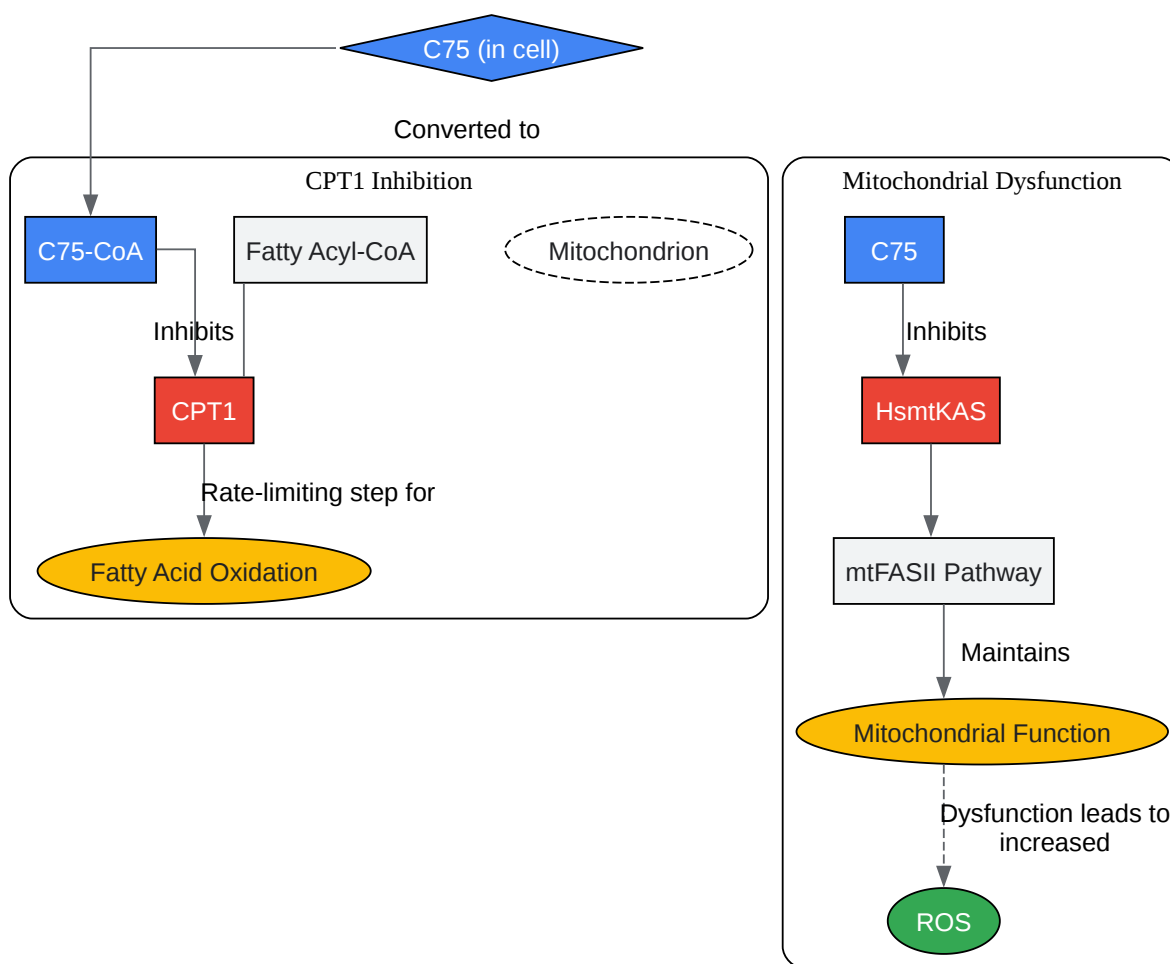 C75 (in cell)
Converted to
CPT1 Inhibition
C75-CoA
Fatty Acyl-CoA
Mitochondrion
Inhibits
CPT1
Rate-limiting step for
Fatty Acid Oxidation
Mitochondrial Dysfunction
C75
Inhibits
HsmtKAS
mtFASII Pathway
Maintains
Mitochondrial Function
Dysfunction leads to
increased
ROS